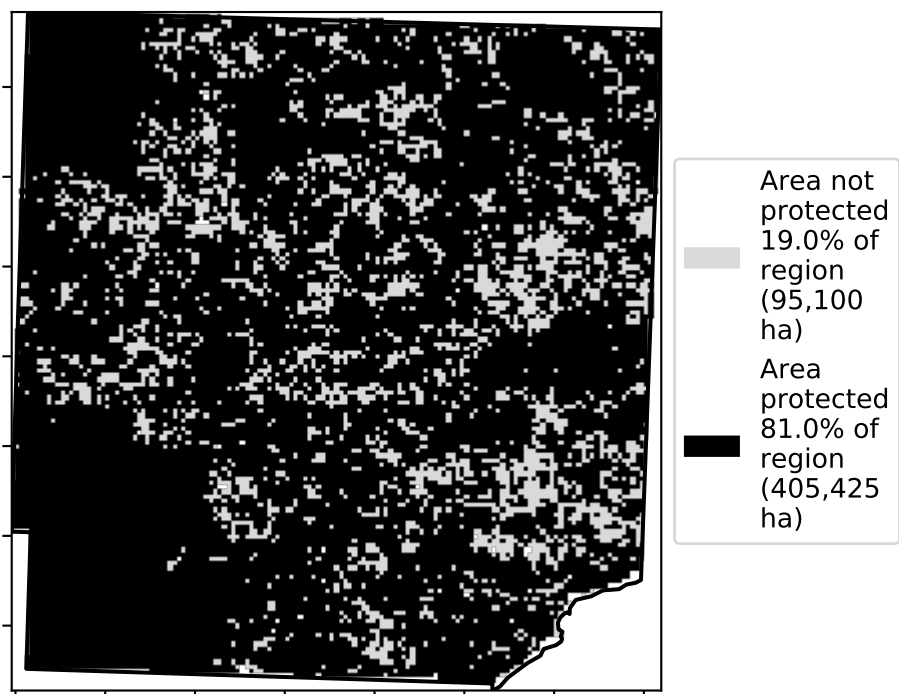 Area not
protected
19.0% of
region
(95,100
ha)
Area
protected
81.0% of
region
(405,425
ha)